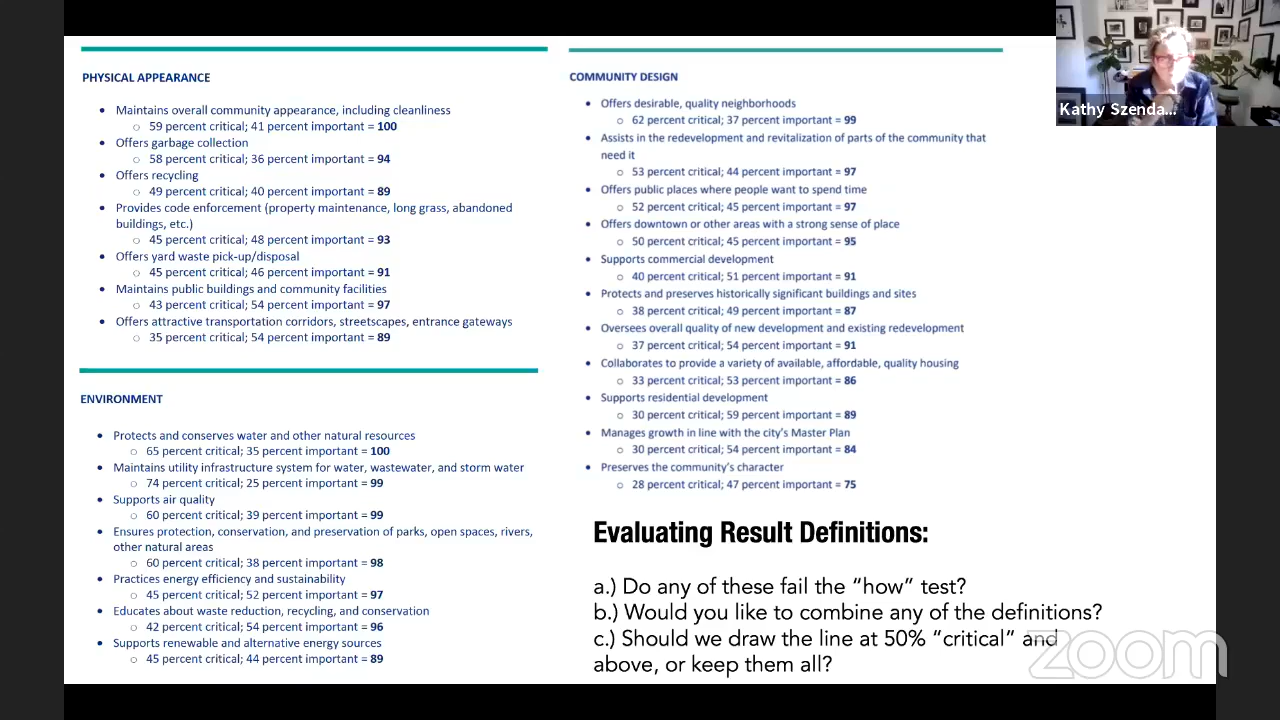 PHYSICAL APPEARANCE
• Maintains overall community appearance, including cleanliness
○ 59 percent critical; 41 percent important = 100
• Offers garbage collection
○ 58 percent critical; 36 percent important = 94
• Offers recycling
○ 49 percent critical; 40 percent important = 89
• Provides code enforcement (property maintenance, long grass, abandoned
buildings, etc.)
○ 45 percent critical; 48 percent important = 93
• Offers yard waste pick-up/disposal
○ 45 percent critical; 46 percent important = 91
• Maintains public buildings and community facilities
○ 43 percent critical; 54 percent important = 97
• Offers attractive transportation corridors, streetscapes, entrance gateways
○ 35 percent critical; 54 percent important = 89
ENVIRONMENT
• Protects and conserves water and other natural resources
○ 65 percent critical; 35 percent important = 100
• Maintains utility infrastructure system for water, wastewater, and storm water
○ 74 percent critical; 25 percent important = 99
• Supports air quality
○ 60 percent critical; 39 percent important = 99
• Ensures protection, conservation, and preservation of parks, open spaces, rivers,
other natural areas
○ 60 percent critical; 38 percent important = 98
• Practices energy efficiency and sustainability
○ 45 percent critical; 52 percent important = 97
• Educates about waste reduction, recycling, and conservation
○ 42 percent critical; 54 percent important = 96
• Supports renewable and alternative energy sources
○ 45 percent critical; 44 percent important = 89
COMMUNITY DESIGN
• Offers desirable, quality neighborhoods
○ 62 percent critical; 37 percent important = 99
• Assists in the redevelopment and revitalization of parts of the community that
need it
○ 53 percent critical; 44 percent important = 97
• Offers public places where people want to spend time
○ 52 percent critical; 45 percent important = 97
• Offers downtown or other areas with a strong sense of place
○ 50 percent critical; 45 percent important = 95
• Supports commercial development
○ 40 percent critical; 51 percent important = 91
• Protects and preserves historically significant buildings and sites
○ 38 percent critical; 49 percent important = 87
• Oversees overall quality of new development and existing redevelopment
○ 37 percent critical; 54 percent important = 91
• Collaborates to provide a variety of available, affordable, quality housing
○ 33 percent critical; 53 percent important = 86
• Supports residential development
○ 30 percent critical; 59 percent important = 89
• Manages growth in line with the city's Master Plan
○ 30 percent critical; 54 percent important = 84
• Preserves the community's character
○ 28 percent critical; 47 percent important = 75
Evaluating Result Definitions:
a.) Do any of these fail the “how” test?
b.) Would you like to combine any of the definitions?
c.) Should we draw the line at 50% “critical” and
above, or keep them all?
Kathy Szenda...
zoom